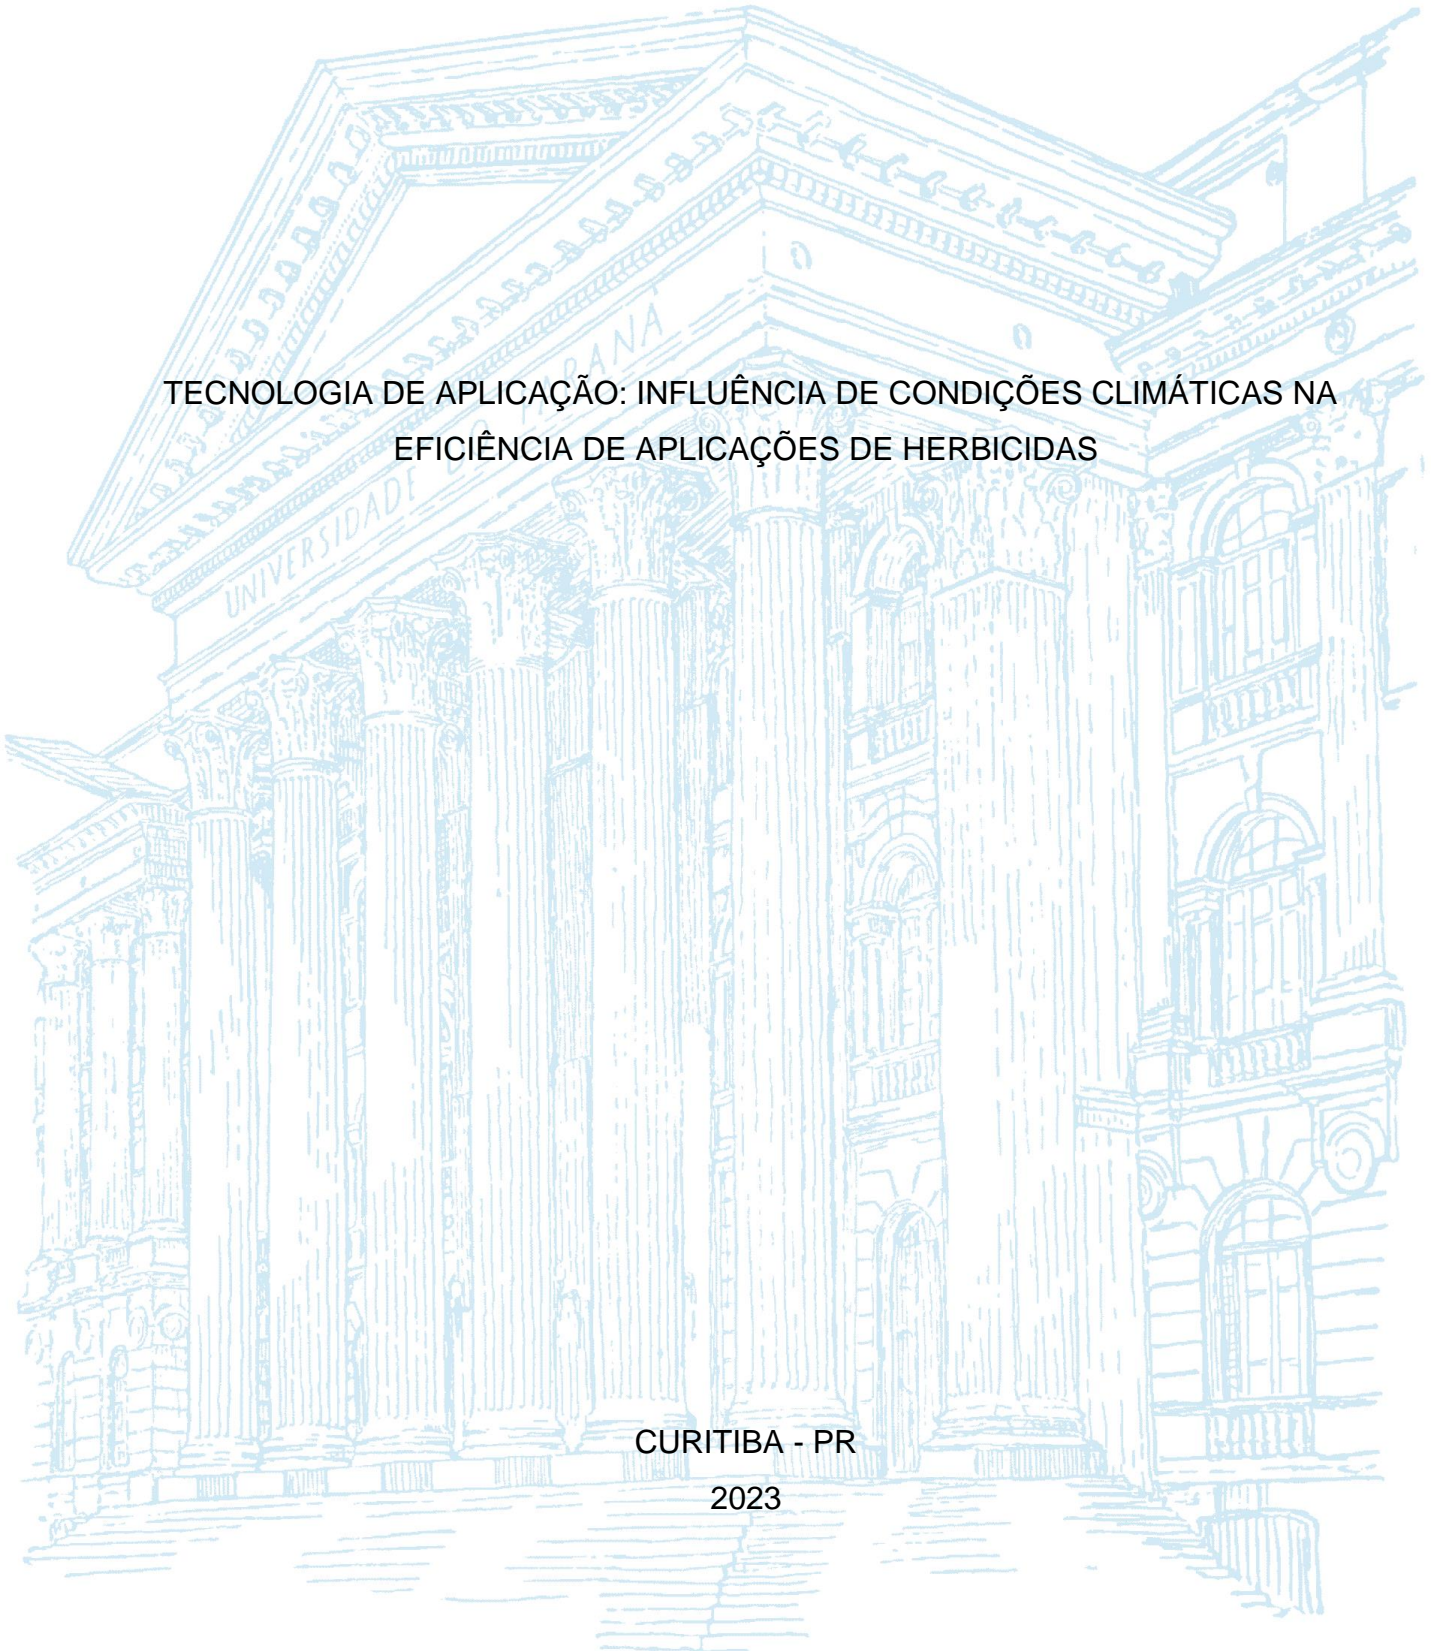 TECNOLOGIA DE APLICAÇÃO: INFLUÊNCIA DE CONDIÇÕES CLIMÁTICAS NA
EFICIÊNCIA DE APLICAÇÕES DE HERBICIDAS
UNIVERSIDADE
CURITIBA - PR
2023